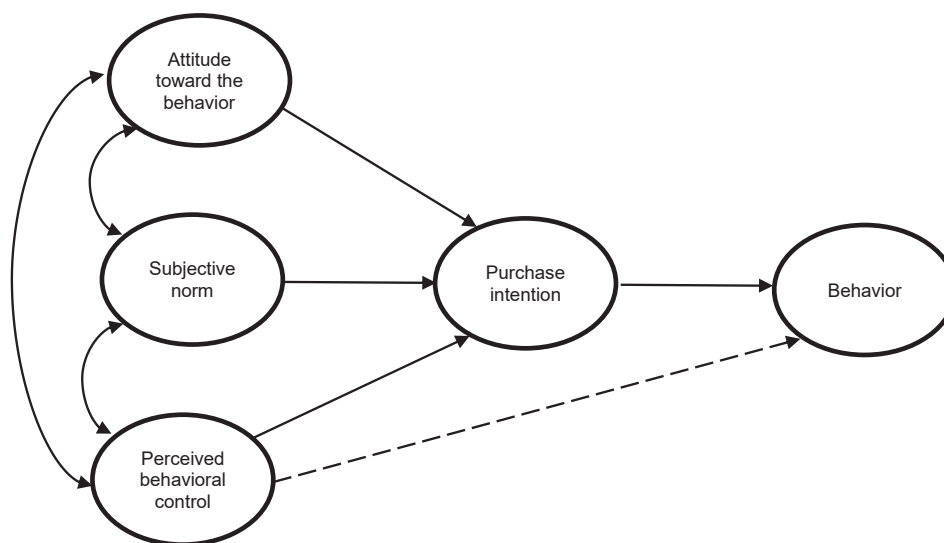 Attitude
toward the
behavior
Subjective
norm
Purchase
intention
Behavior
Perceived
behavioral
control